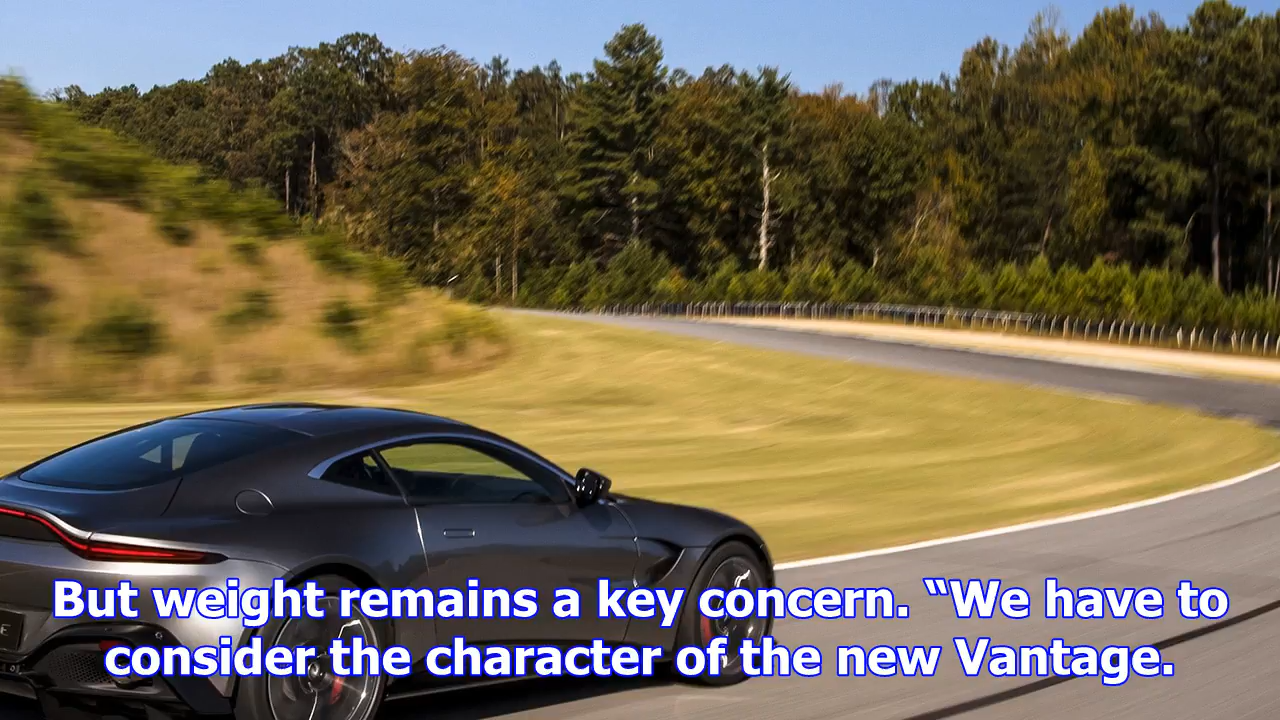 But weight remains a key concern. “We have to
consider the character of the new Vantage.